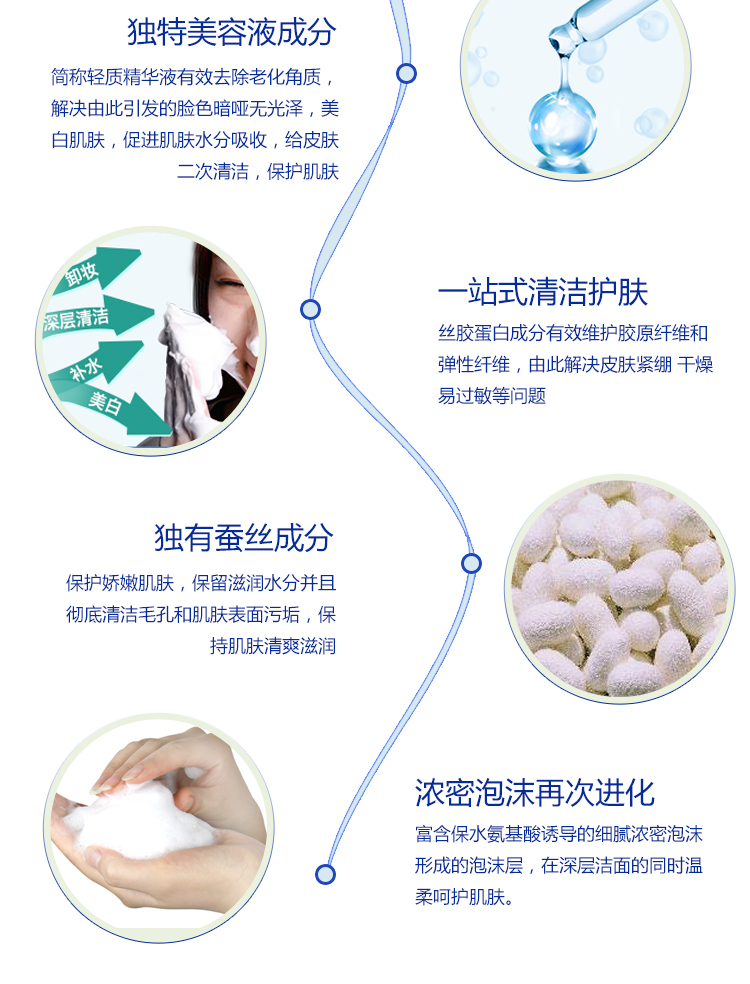 独特美容液成分
简称轻质精华液有效去除老化角质，
解决由此引发的脸色暗哑无光泽，美
白肌肤，促进肌肤水分吸收，给皮肤
二次清洁，保护肌肤
卸妆
深层清洁
补水
美白
一站式清洁护肤
丝胶蛋白成分有效维护胶原纤维和
弹性纤维，由此解决皮肤紧绷 干燥
易过敏等问题
独有蚕丝成分
保护娇嫩肌肤，保留滋润水分并且
彻底清洁毛孔和肌肤表面污垢，保
持肌肤清爽滋润
浓密泡沫再次进化
富含保水氨基酸诱导的细腻浓密泡沫
形成的泡沫层，在深层洁面的同时温
柔呵护肌肤。